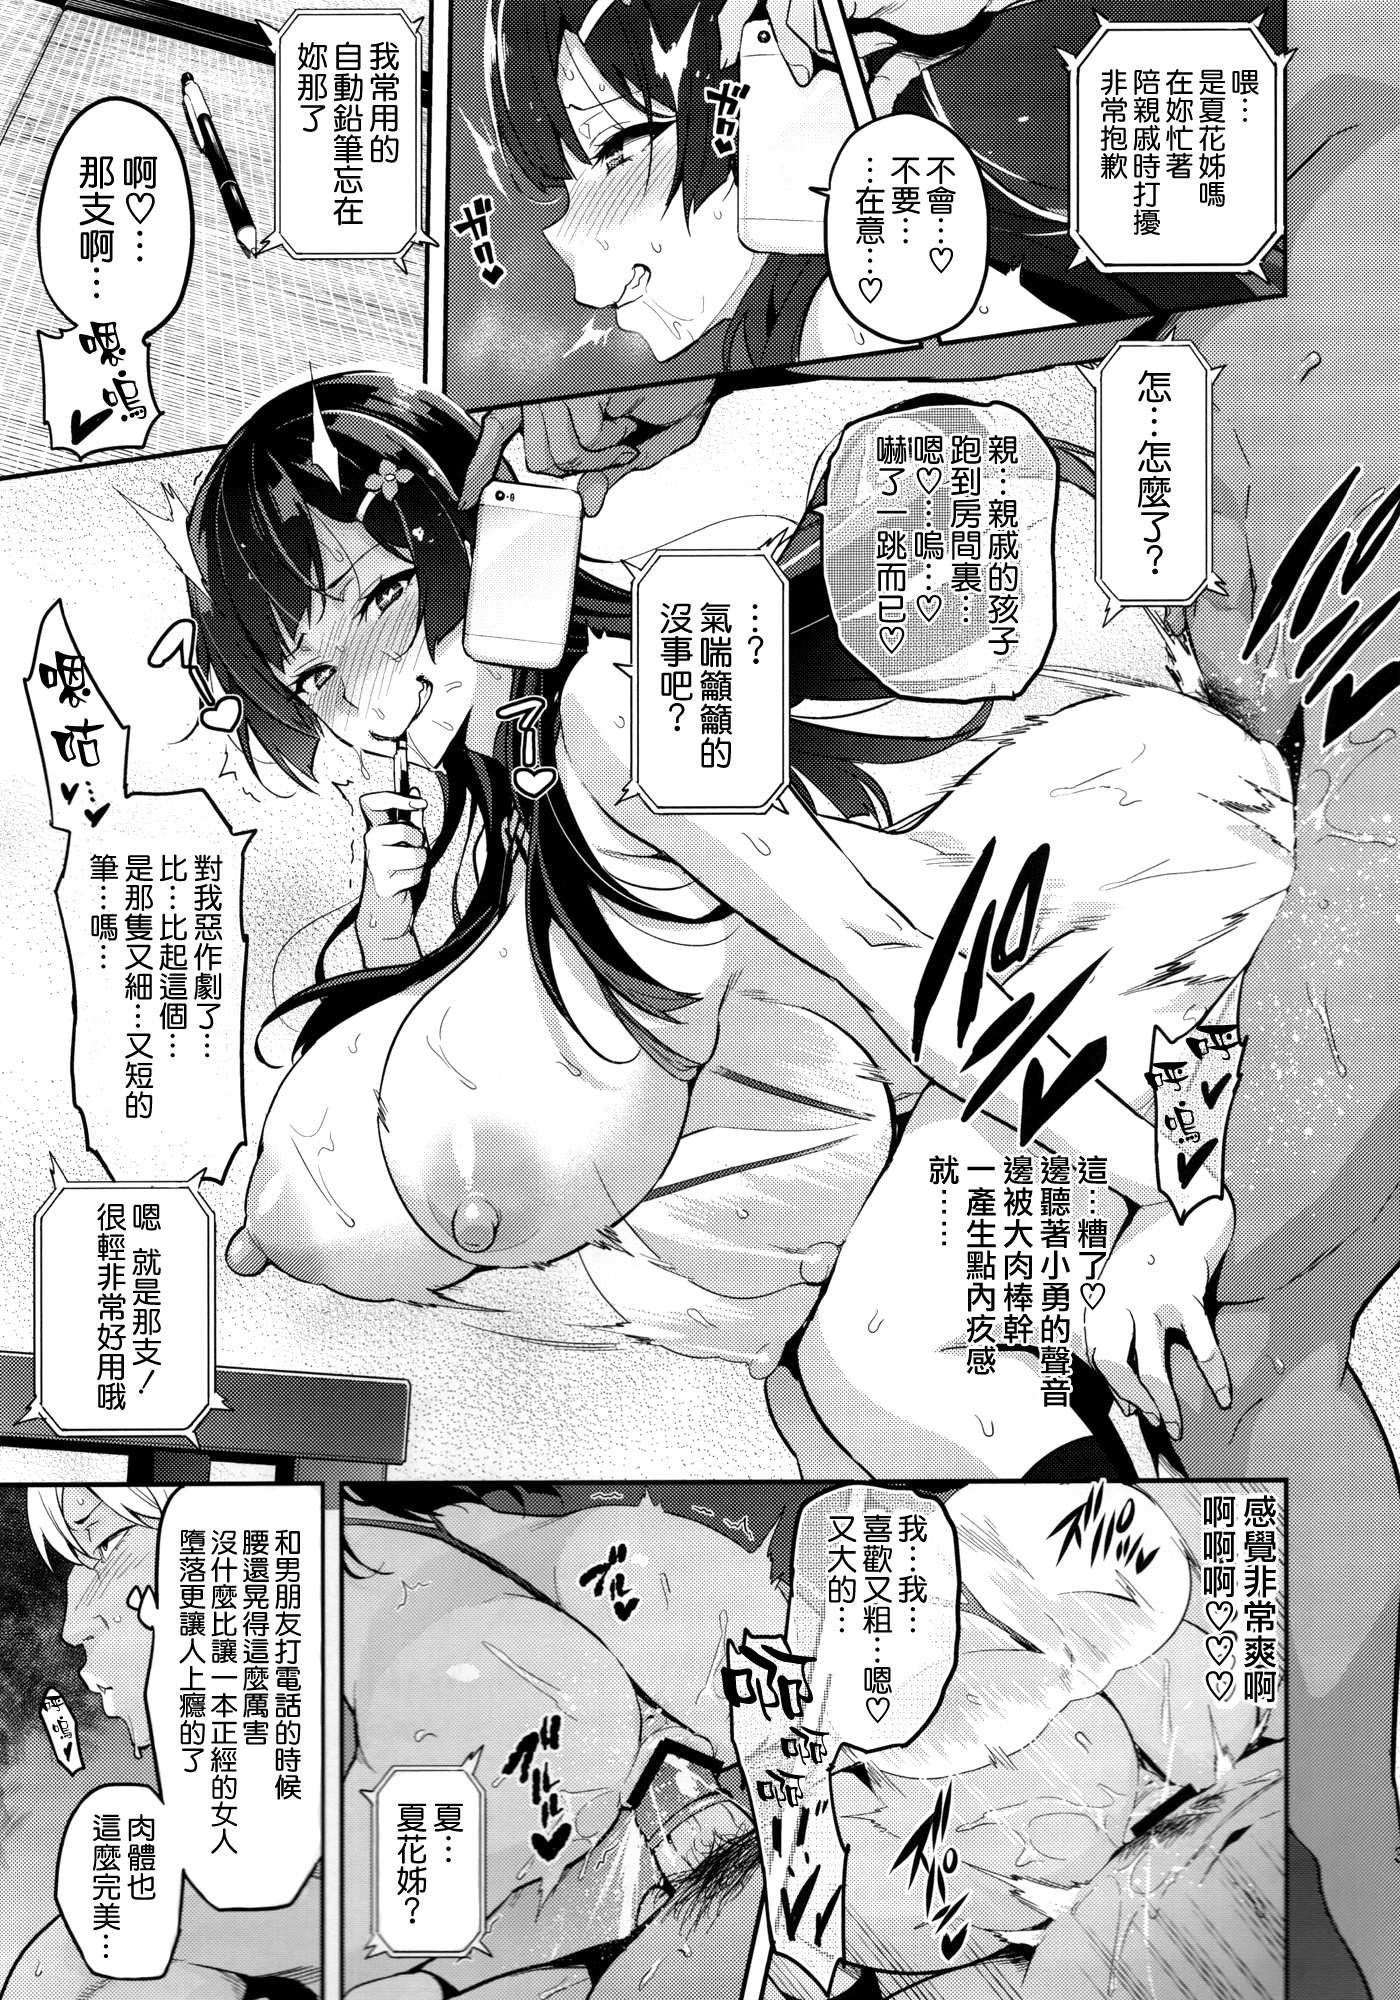 喂…
是夏花姊嗎
在妳忙著
陪親戚時打擾
非常抱歉
不會…♡
不要…
…在意…♡
我常用的
自動鉛筆忘在
妳那了
啊♡…
那支啊…
嗯…嗚…
怎…怎麼了?
親…親戚的孩子
跑到房間裏…
嗯♡…嗚…♡
嚇了一跳而已♡
…?
氣喘籲籲的
沒事吧?
對我惡作劇了…
比…比起這個…
是那隻又細…又短的
筆…嗎…
嗯 就是那支!
很輕非常好用哦
這…糟了♡
邊聽著小勇的聲音
邊被大肉棒幹
一產生點內疚感
就……
感覺非常爽啊
啊啊啊♡♡♡
我…我…
喜歡又粗…嗯♡
又大的…
夏…
夏花姊?
和男朋友打電話的時候
腰還晃得這麼厲害
沒什麼比讓一本正經的女人
墮落更讓人上癮的了
肉體也
這麼完美…